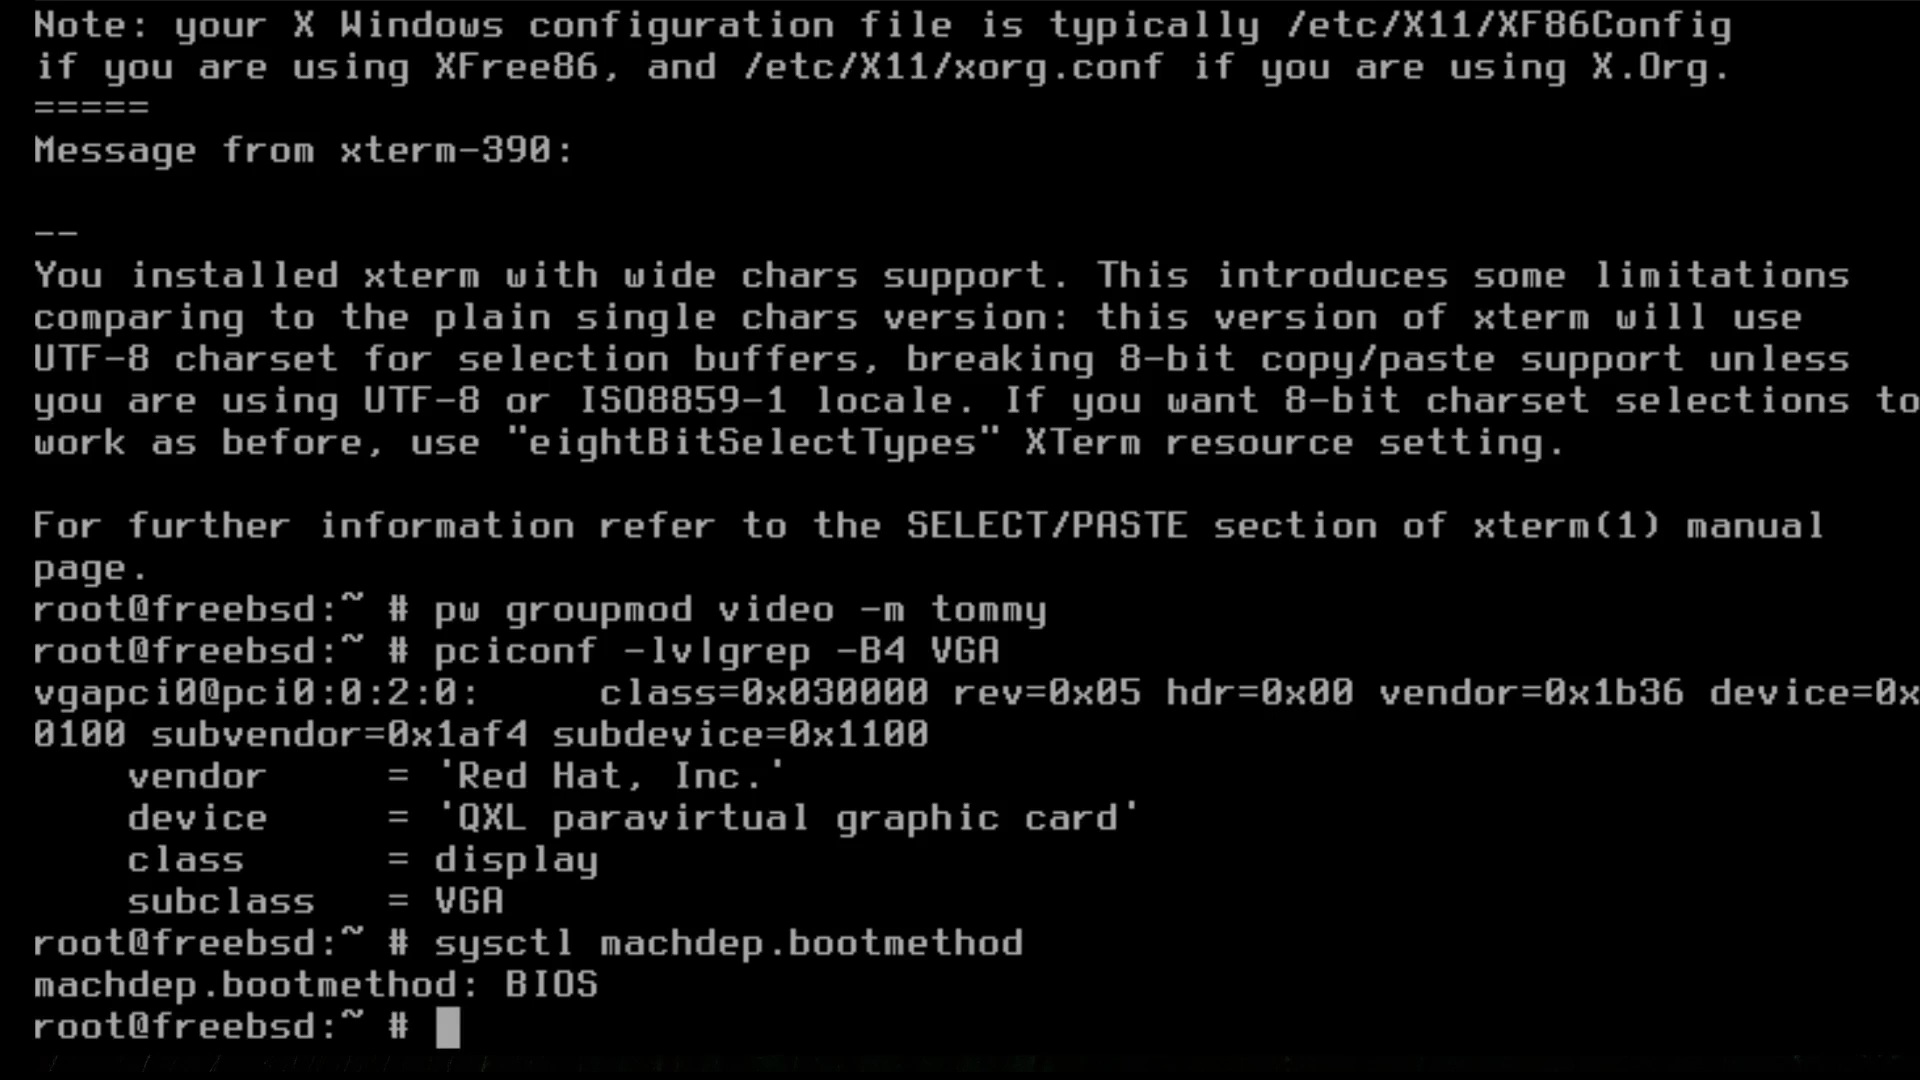 Note: your X Windows configuration file is typically /etc/X11/XF86Config
if you are using XFree86, and /etc/X11/xorg.conf if you are using X.Org.
=====
Message from xterm-390:
--
You installed xterm with wide chars support. This introduces some limitations
comparing to the plain single chars version: this version of xterm will use
UTF-8 charset for selection buffers, breaking 8-bit copy/paste support unless
you are using UTF-8 or ISO8859-1 locale. If you want 8-bit charset selections to
work as before, use "eightBitSelectTypes" XTerm resource setting.
For further information refer to the SELECT/PASTE section of xterm(1) manual
page.
root@freebsd:~ # pw groupmod video -m tommy
root@freebsd:~ # pciconf -lv|grep -B4 VGA
vgapci0@pci0:0:2:0:     class=0x030000 rev=0x05 hdr=0x00 vendor=0x1b36 device=0x
0100 subvendor=0x1af4 subdevice=0x1100
    vendor     = 'Red Hat, Inc.'
    device     = 'QXL paravirtual graphic card'
    class      = display
    subclass   = VGA
root@freebsd:~ # sysctl machdep.bootmethod
machdep.bootmethod: BIOS
root@freebsd:~ #